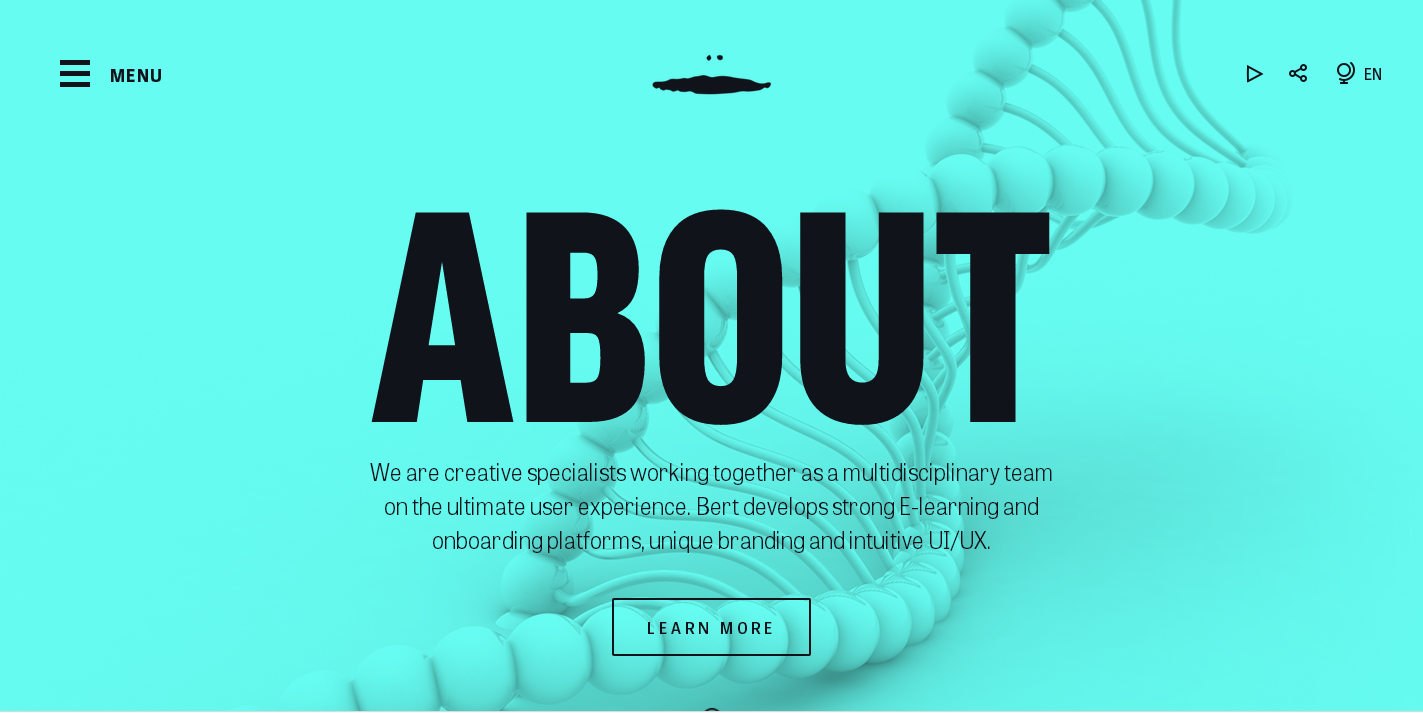 MENU
EN
ABOUT
We are creative specialists working together as a multidisciplinary team
on the ultimate user experience. Bert develops strong E-learning and
onboarding platforms, unique branding and intuitive UI/UX.
LEARN MORE